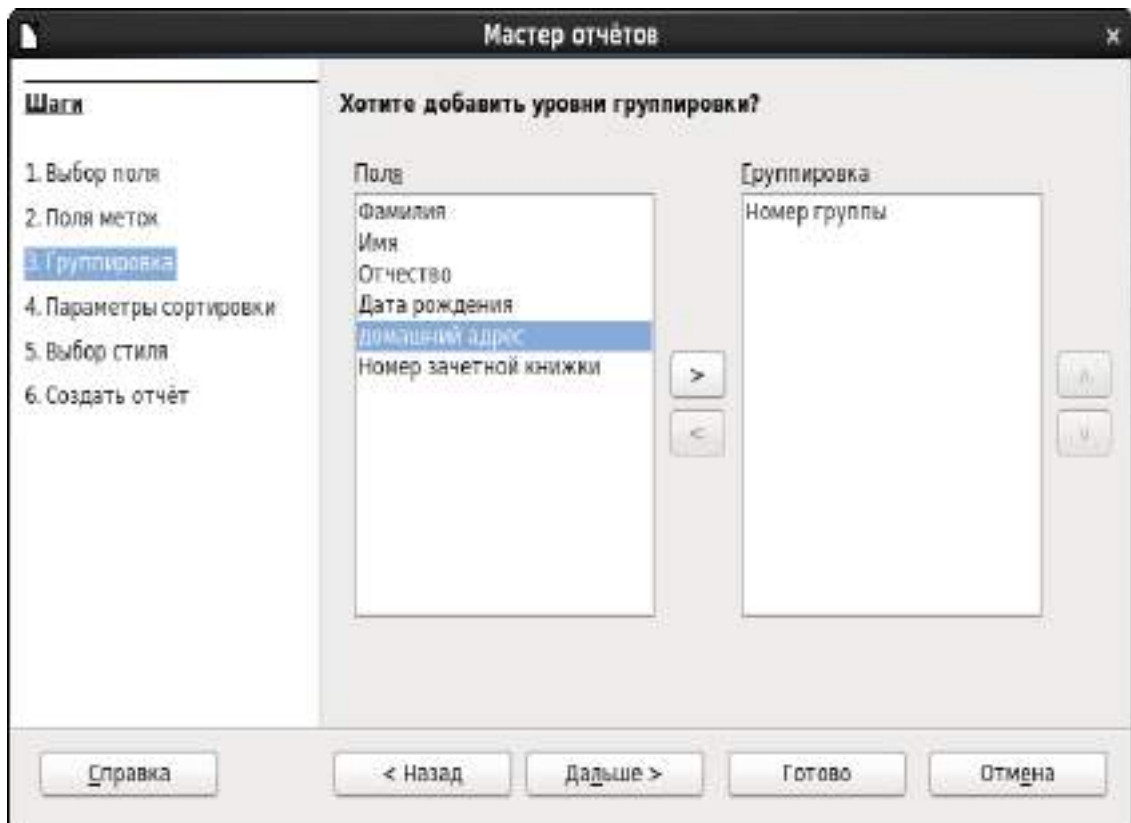 Мастер отчётов
Шаги
1. Выбор поля
2. Поля меток
3. Группировка
4. Параметры сортировки
5. Выбор стиля
6. Создать отчёт
Хотите добавить уровни группировки?
Поля
Фамилия
Имя
Отчество
Дата рождения
домашний адрес
Номер зачетной книжки
>
<
Группировка
Номер группы
Справка
< Назад
Дальше >
Готово
Отмена